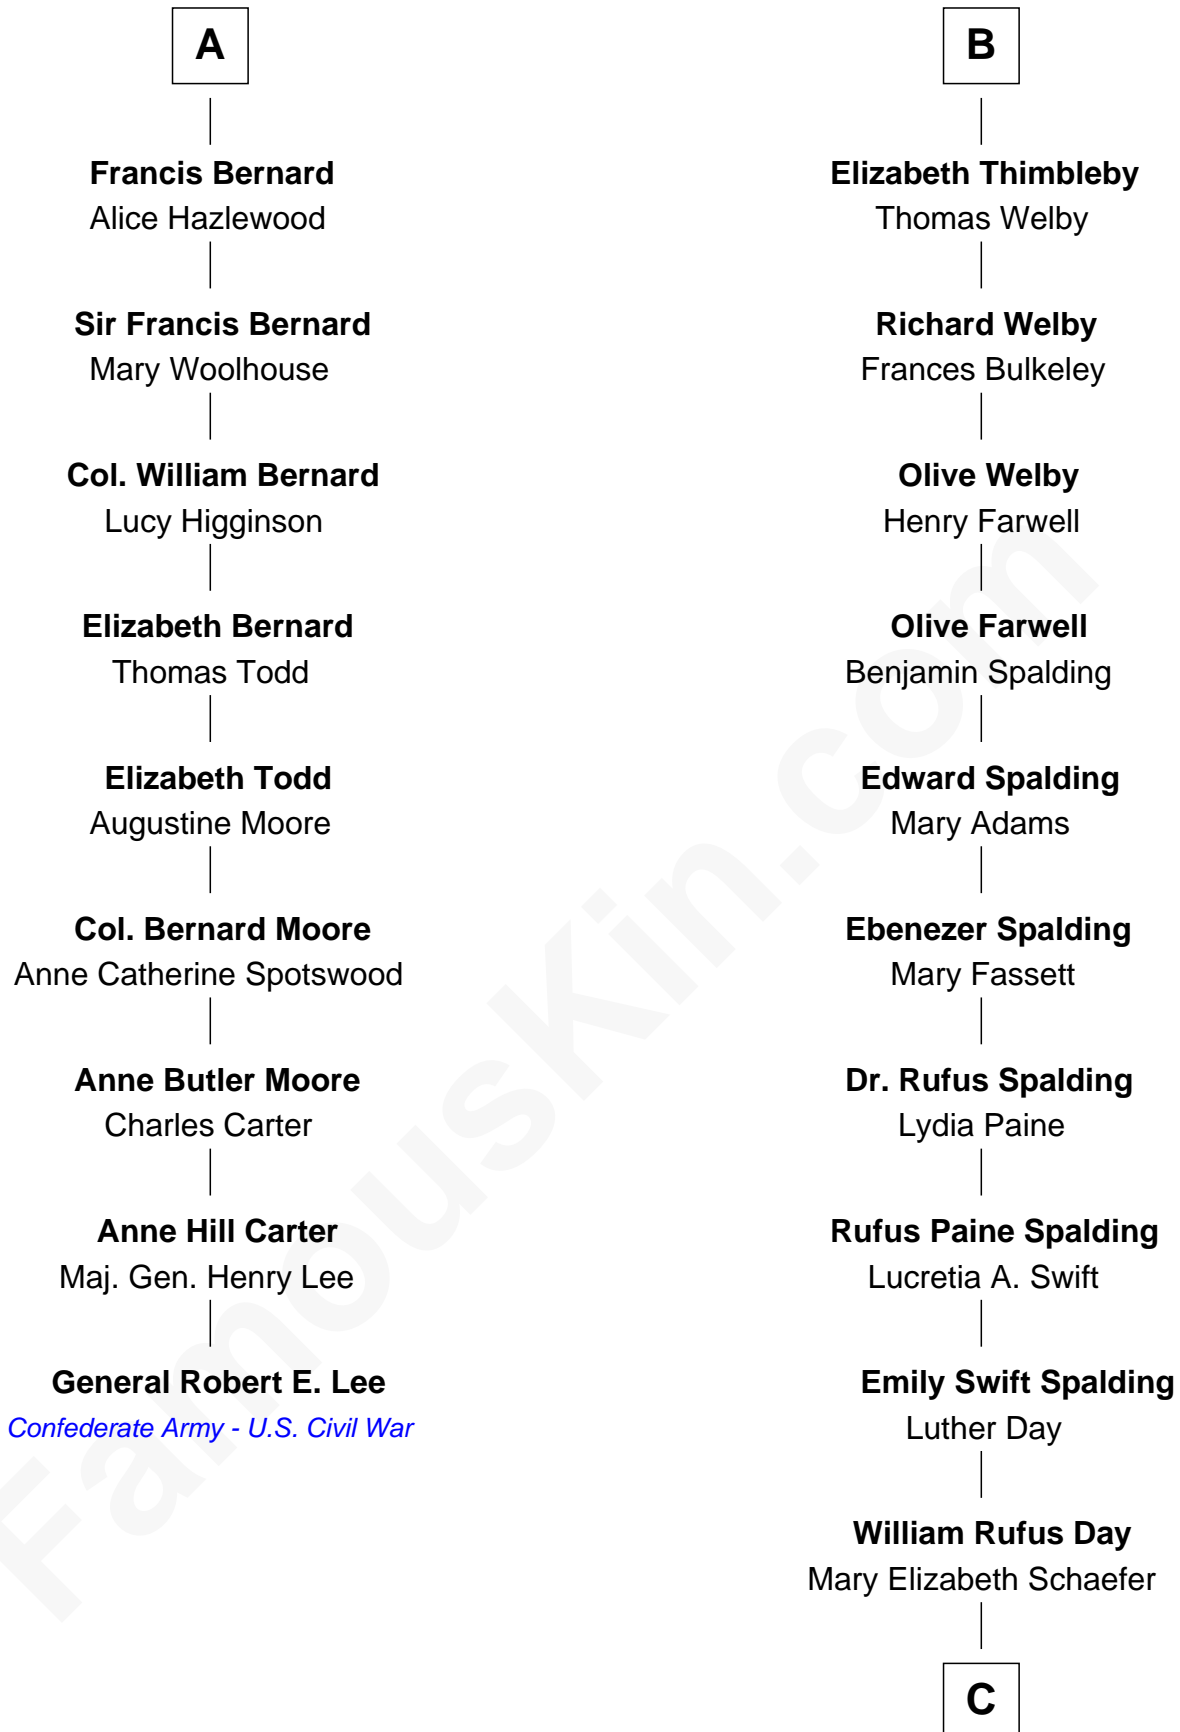 A
Francis Bernard
Alice Hazlewood
Sir Francis Bernard
Mary Woolhouse
Col. William Bernard
Lucy Higginson
Elizabeth Bernard
Thomas Todd
Elizabeth Todd
Augustine Moore
Col. Bernard Moore
Anne Catherine Spotswood
Anne Butler Moore
Charles Carter
Anne Hill Carter
Maj. Gen. Henry Lee
General Robert E. Lee
Confederate Army - U.S. Civil War
B
Elizabeth Thimbleby
Thomas Welby
Richard Welby
Frances Bulkeley
Olive Welby
Henry Farwell
Olive Farwell
Benjamin Spalding
Edward Spalding
Mary Adams
Ebenezer Spalding
Mary Fassett
Dr. Rufus Spalding
Lydia Paine
Rufus Paine Spalding
Lucretia A. Swift
Emily Swift Spalding
Luther Day
William Rufus Day
Mary Elizabeth Schaefer
C
FamousKin.com